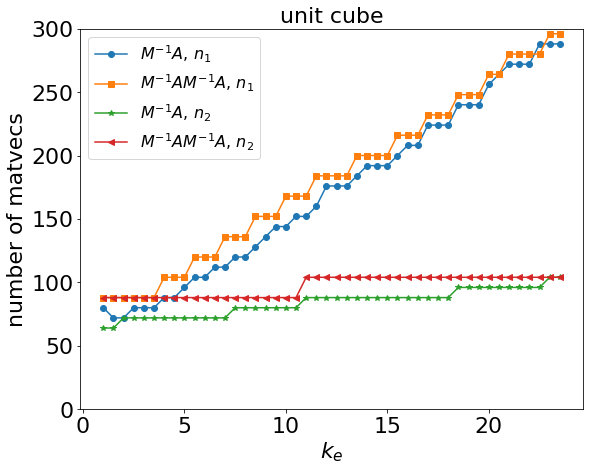 unit cube
300
250
200
150
100
50
0
number of matvecs
M⁻¹A, n₁
M⁻¹AM⁻¹A, n₁
M⁻¹A, n₂
M⁻¹AM⁻¹A, n₂
0 5 10 15 20
kₑ